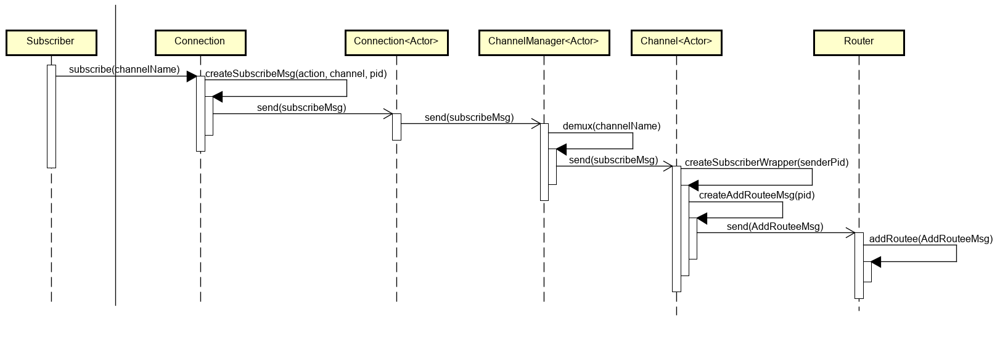 Subscriber
Connection
Connection<Actor>
ChannelManager<Actor>
Channel<Actor>
Router
subscribe(channelName)
createSubscribeMsg(action, channel, pid)
send(subscribeMsg)
send(subscribeMsg)
demux(channelName)
send(subscribeMsg)
createSubscriberWrapper(senderPid)
createAddRouteeMsg(pid)
send(AddRouteeMsg)
addRoutee(AddRouteeMsg)